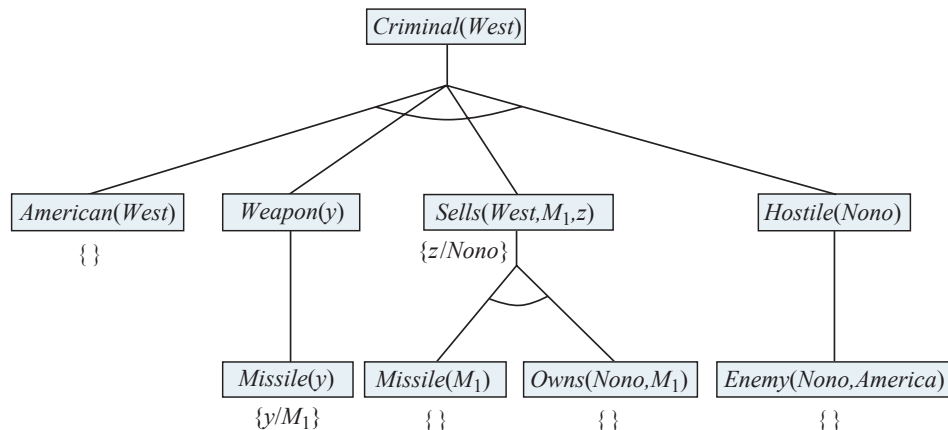 Criminal(West)
American(West) Weapon(y) Sells(West,M₁,z) Hostile(Nono)
{ } {z/Nono}
Missile(y) Missile(M₁) Owns(Nono,M₁) Enemy(Nono,America)
{y/M₁} { } { } { }